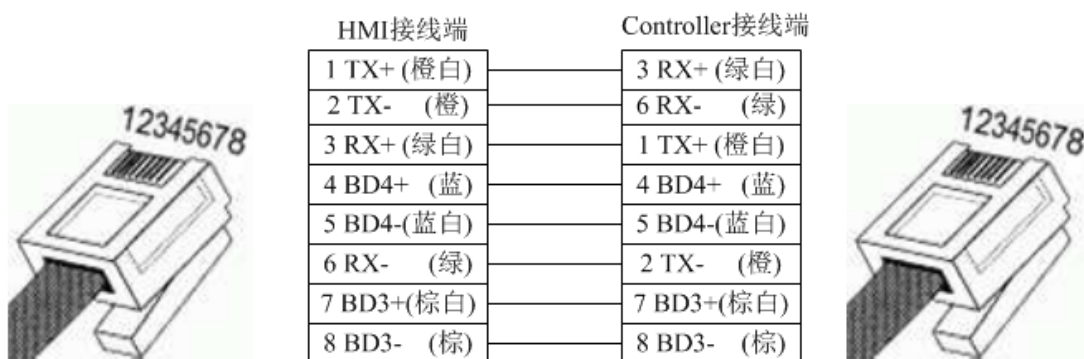 HMI接线端 Controller接线端
1 TX+ (橙白) 3 RX+ (绿白)
2 TX- (橙) 6 RX- (绿)
3 RX+ (绿白) 1 TX+ (橙白)
4 BD4+ (蓝) 4 BD4+ (蓝)
5 BD4-(蓝白) 5 BD4-(蓝白)
6 RX- (绿) 2 TX- (橙)
7 BD3+(棕白) 7 BD3+(棕白)
8 BD3- (棕) 8 BD3- (棕)
12345678
12345678